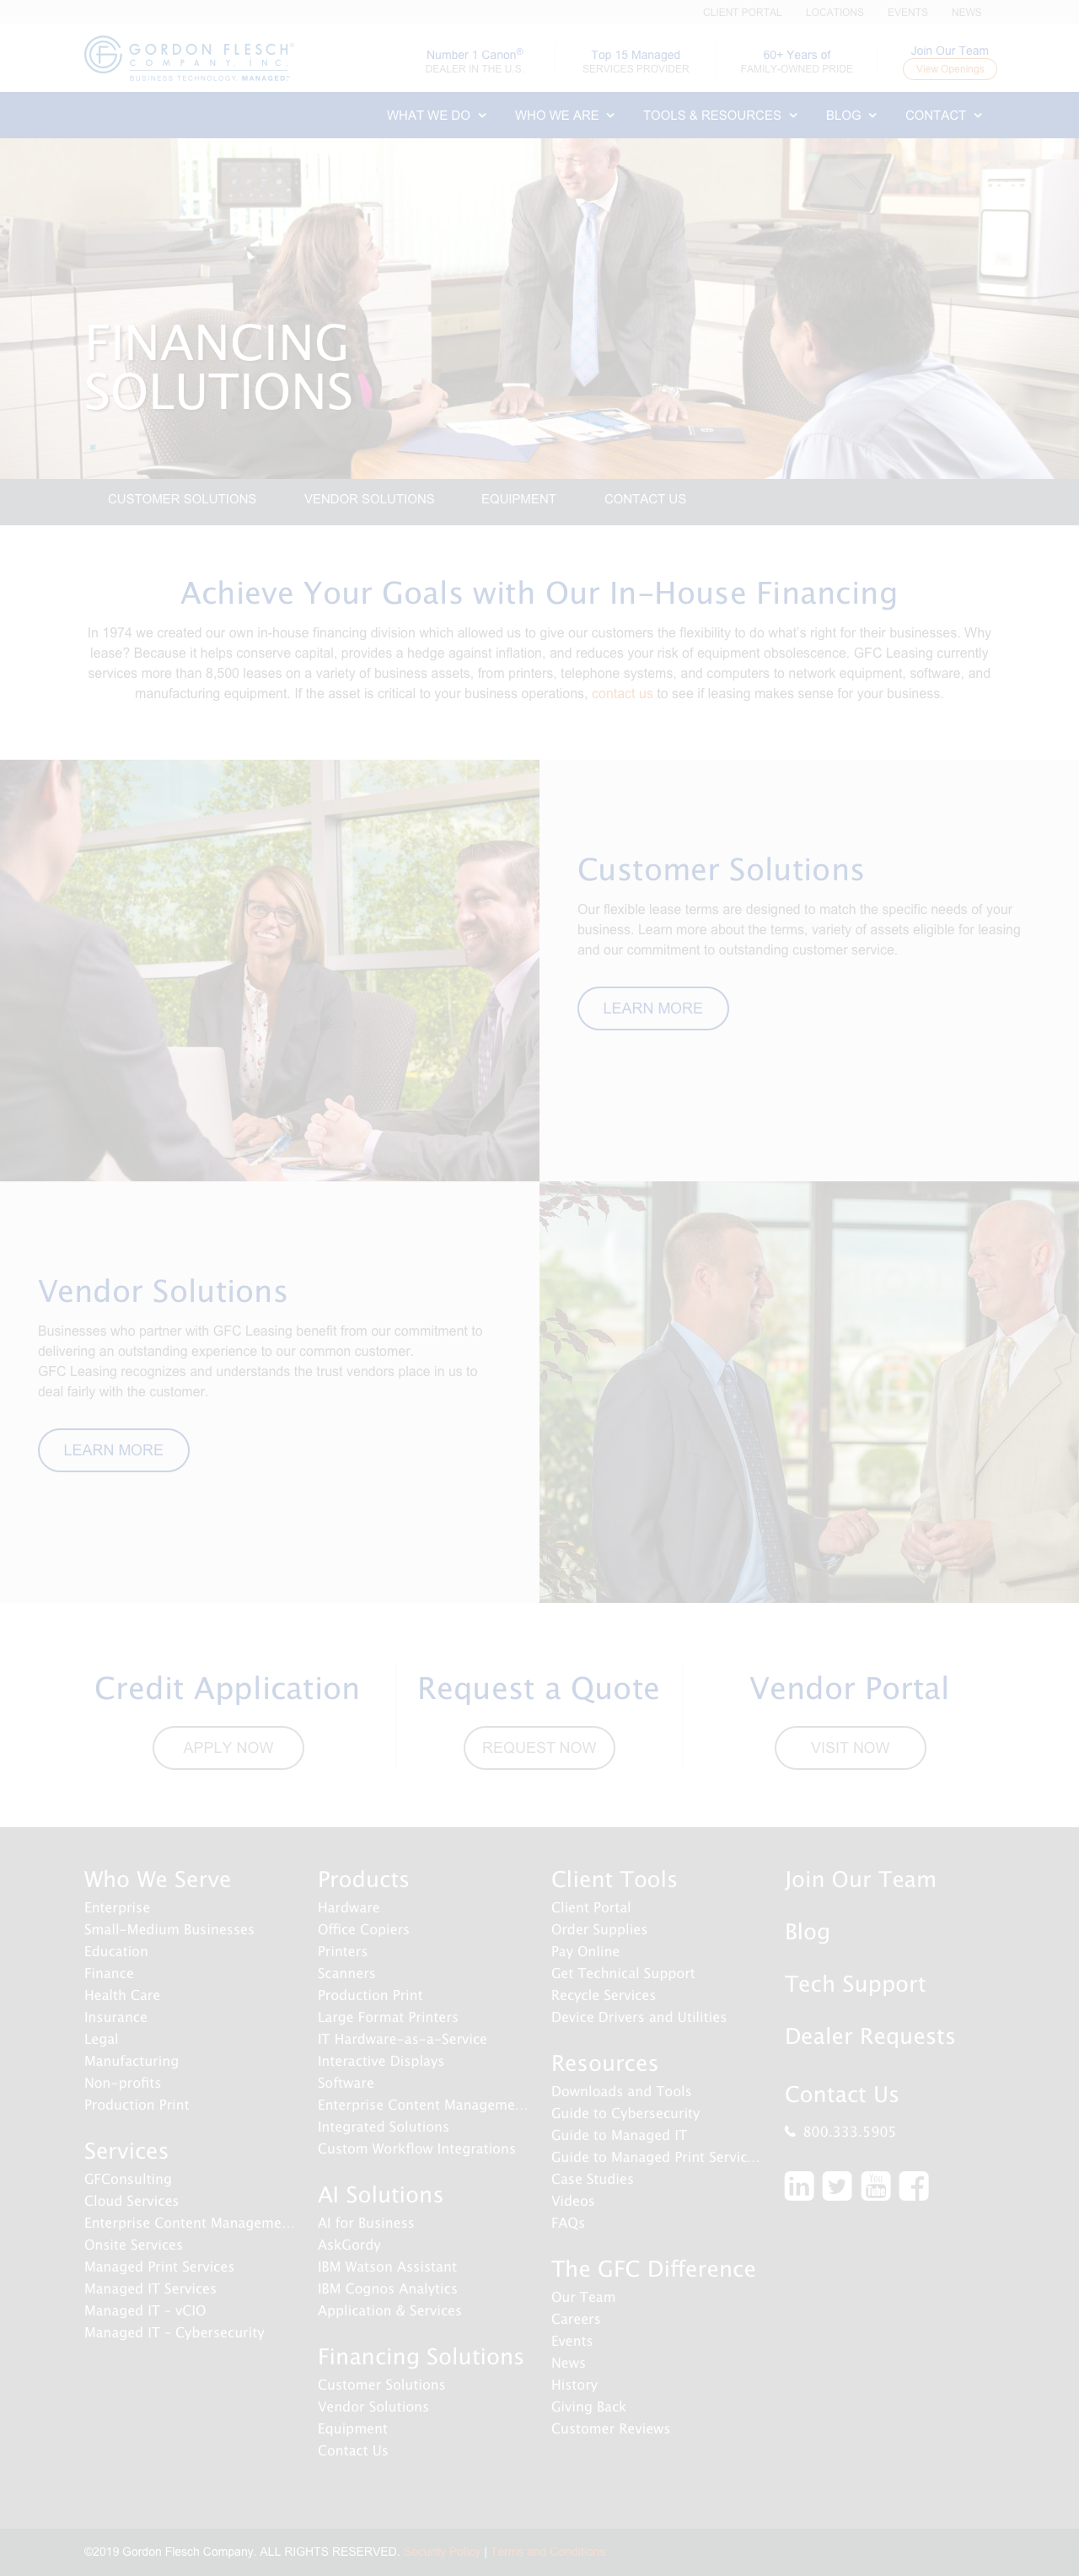 CLIENT PORTAL LOCATIONS EVENTS NEWS
GORDON FLESCH®
COMPANY, INC.
BUSINESS TECHNOLOGY, MANAGED.
Number 1 Canon®
DEALER IN THE U.S.
Top 15 Managed
SERVICES PROVIDER
60+ Years of
FAMILY-OWNED PRIDE
Join Our Team
View Openings
WHAT WE DO WHO WE ARE TOOLS & RESOURCES BLOG CONTACT
FINANCING
SOLUTIONS
CUSTOMER SOLUTIONS VENDOR SOLUTIONS EQUIPMENT CONTACT US
Achieve Your Goals with Our In-House Financing
In 1974 we created our own in-house financing division which allowed us to give our customers the flexibility to do what's right for their businesses. Why
lease? Because it helps conserve capital, provides a hedge against inflation, and reduces your risk of equipment obsolescence. GFC Leasing currently
services more than 8,500 leases on a variety of business assets, from printers, telephone systems, and computers to network equipment, software, and
manufacturing equipment. If the asset is critical to your business operations, contact us to see if leasing makes sense for your business.
Customer Solutions
Our flexible lease terms are designed to match the specific needs of your
business. Learn more about the terms, variety of assets eligible for leasing
and our commitment to outstanding customer service.
LEARN MORE
Vendor Solutions
Businesses who partner with GFC Leasing benefit from our commitment to
delivering an outstanding experience to our common customer.
GFC Leasing recognizes and understands the trust vendors place in us to
deal fairly with the customer.
LEARN MORE
Credit Application
APPLY NOW
Request a Quote
REQUEST NOW
Vendor Portal
VISIT NOW
Who We Serve
Enterprise
Small-Medium Businesses
Education
Finance
Health Care
Insurance
Legal
Manufacturing
Non-profits
Production Print
Services
GFConsulting
Cloud Services
Enterprise Content Manageme...
Onsite Services
Managed Print Services
Managed IT Services
Managed IT - vCIO
Managed IT - Cybersecurity
Products
Hardware
Office Copiers
Printers
Scanners
Production Print
Large Format Printers
IT Hardware-as-a-Service
Interactive Displays
Software
Enterprise Content Manageme...
Integrated Solutions
Custom Workflow Integrations
AI Solutions
AI for Business
AskGordy
IBM Watson Assistant
IBM Cognos Analytics
Application & Services
Financing Solutions
Customer Solutions
Vendor Solutions
Equipment
Contact Us
Client Tools
Client Portal
Order Supplies
Pay Online
Get Technical Support
Recycle Services
Device Drivers and Utilities
Resources
Downloads and Tools
Guide to Cybersecurity
Guide to Managed IT
Guide to Managed Print Servic...
Case Studies
Videos
FAQs
The GFC Difference
Our Team
Careers
Events
News
History
Giving Back
Customer Reviews
Join Our Team
Blog
Tech Support
Dealer Requests
Contact Us
800.333.5905
in
You
Tube
©2019 Gordon Flesch Company. ALL RIGHTS RESERVED. Security Policy | Terms and Conditions